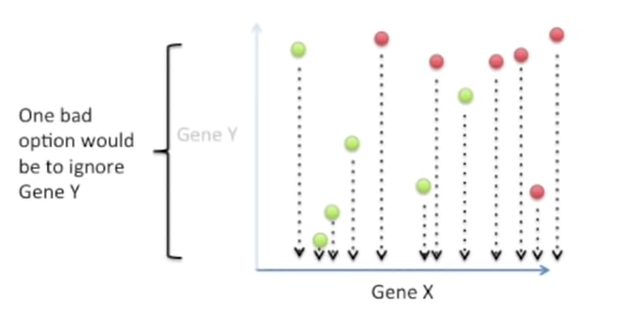 One bad
option would
be to ignore
Gene Y
Gene Y
Gene X